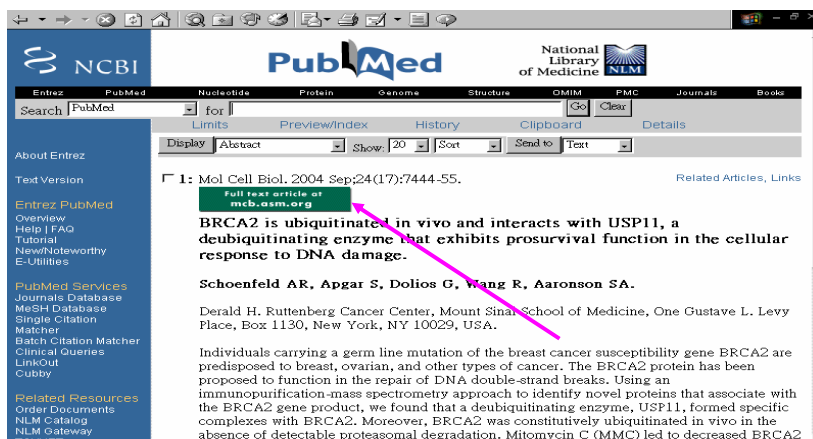 NCBI
PubMed
National
Library
of Medicine NLM
Entrez PubMed Nucleotide Protein Genome Structure OMIM PMC Journals Books
Search PubMed for Go Clear
Limits Preview/Index History Clipboard Details
Display Abstract Show: 20 Sort Send to Text
About Entrez
Text Version
Entrez PubMed
Overview
Help | FAQ
Tutorial
New/Noteworthy
E-Utilities
PubMed Services
Journals Database
MeSH Database
Single Citation
Matcher
Batch Citation Matcher
Clinical Queries
LinkOut
Cubby
Related Resources
Order Documents
NLM Catalog
NLM Gateway
1: Mol Cell Biol. 2004 Sep;24(17):7444-55. Related Articles, Links
Full text article at
mcb.asm.org
BRCA2 is ubiquitinated in vivo and interacts with USP11, a
deubiquitinating enzyme that exhibits prosurvival function in the cellular
response to DNA damage.
Schoenfeld AR, Apgar S, Dolios G, Wang R, Aaronson SA.
Derald H. Ruttenberg Cancer Center, Mount Sinai School of Medicine, One Gustave L. Levy
Place, Box 1130, New York, NY 10029, USA.
Individuals carrying a germ line mutation of the breast cancer susceptibility gene BRCA2 are
predisposed to breast, ovarian, and other types of cancer. The BRCA2 protein has been
proposed to function in the repair of DNA double-strand breaks. Using an
immunopurification-mass spectrometry approach to identify novel proteins that associate with
the BRCA2 gene product, we found that a deubiquitinating enzyme, USP11, formed specific
complexes with BRCA2. Moreover, BRCA2 was constitutively ubiquitinated in vivo in the
absence of detectable proteasomal degradation. Mitomycin C (MMC) led to decreased BRCA2